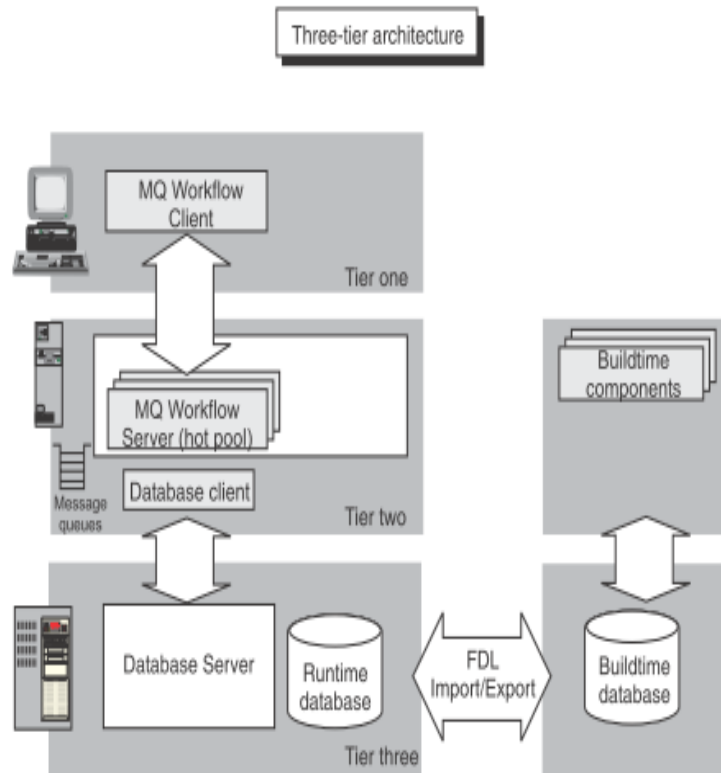 Three-tier architecture
MQ Workflow
Client
Tier one
MQ Workflow
Server (hot pool)
Message
queues
Database client
Tier two
Buildtime
components
Database Server
Runtime
database
Tier three
FDL
Import/Export
Buildtime
database